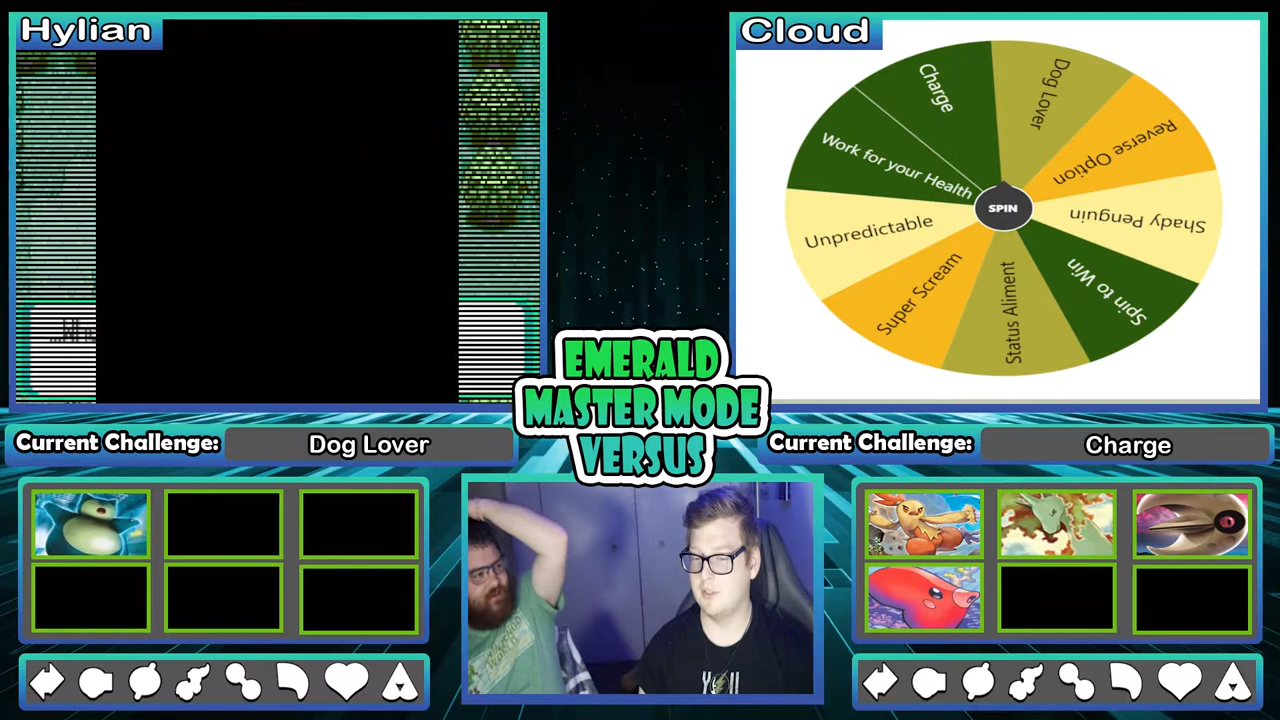 Hylian
Cloud
Charge
Dog Lover
Reverse Option
Work for your Health
Shady Penguin
SPIN
Unpredictable
Super Scream
Status Aliment
Spin to Win
EMERALD
MASTER MODE
VERSUS
Current Challenge:
Dog Lover
Current Challenge:
Charge